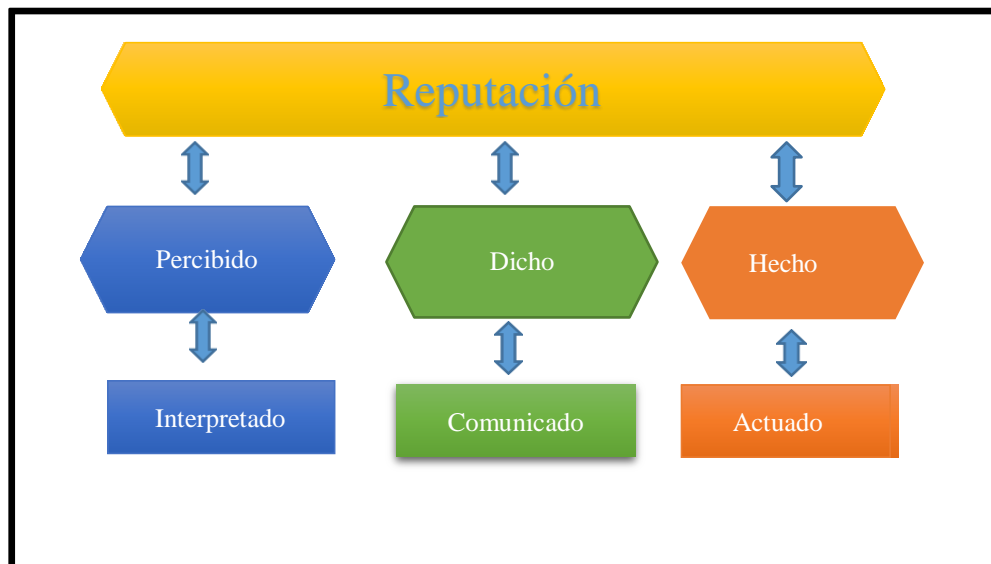 Reputación
Percibido
Dicho
Hecho
Interpretado
Comunicado
Actuado